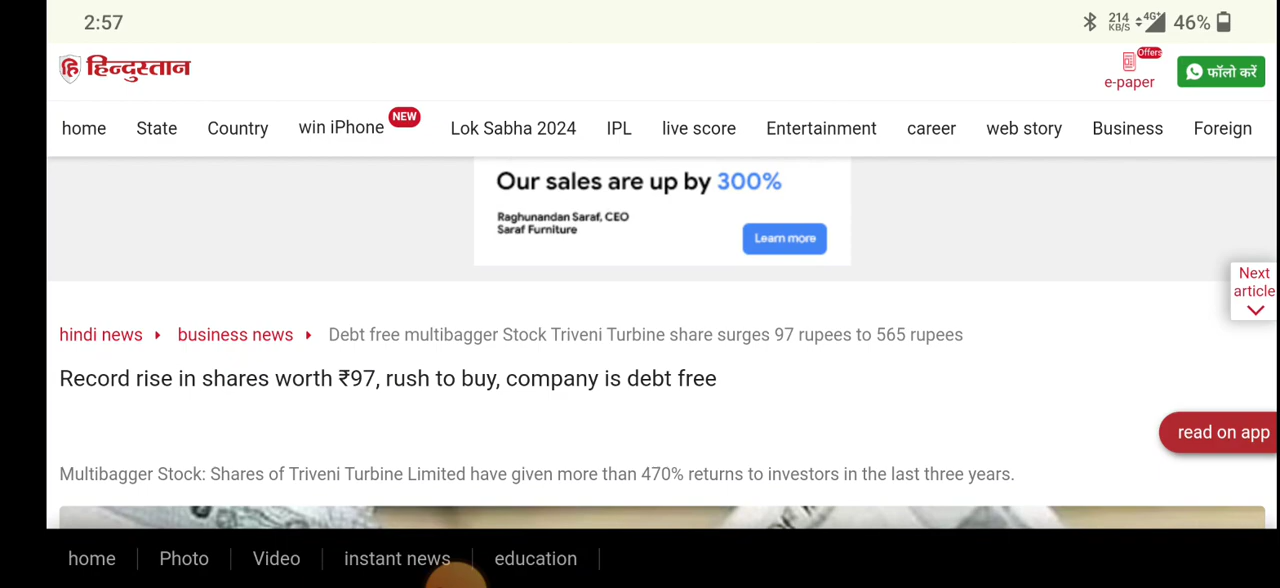 2:57
214 KB/S 4G+ 46%
हि हिन्दुस्तान
Offers
e-paper
फॉलो करें
home State Country win iPhone NEW Lok Sabha 2024 IPL live score Entertainment career web story Business Foreign
Our sales are up by 300%
Raghunandan Saraf, CEO
Saraf Furniture
Learn more
Next
article
hindi news business news Debt free multibagger Stock Triveni Turbine share surges 97 rupees to 565 rupees
Record rise in shares worth ₹97, rush to buy, company is debt free
read on app
Multibagger Stock: Shares of Triveni Turbine Limited have given more than 470% returns to investors in the last three years.
home Photo Video instant news education